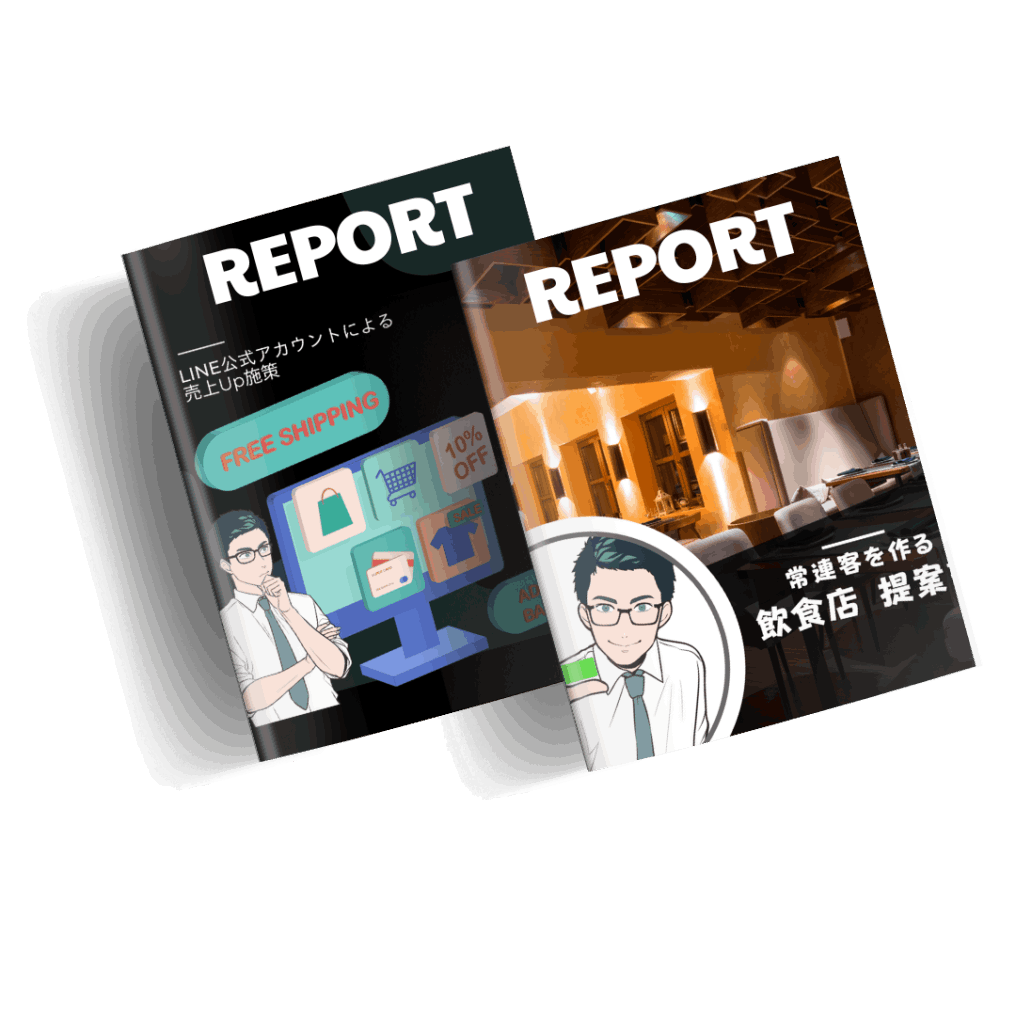 REPORT
LINE公式アカウントによる
売上Up施策
FREE SHIPPING
10%
OFF
SALE
REPORT
常連客を作る
飲食店 提案